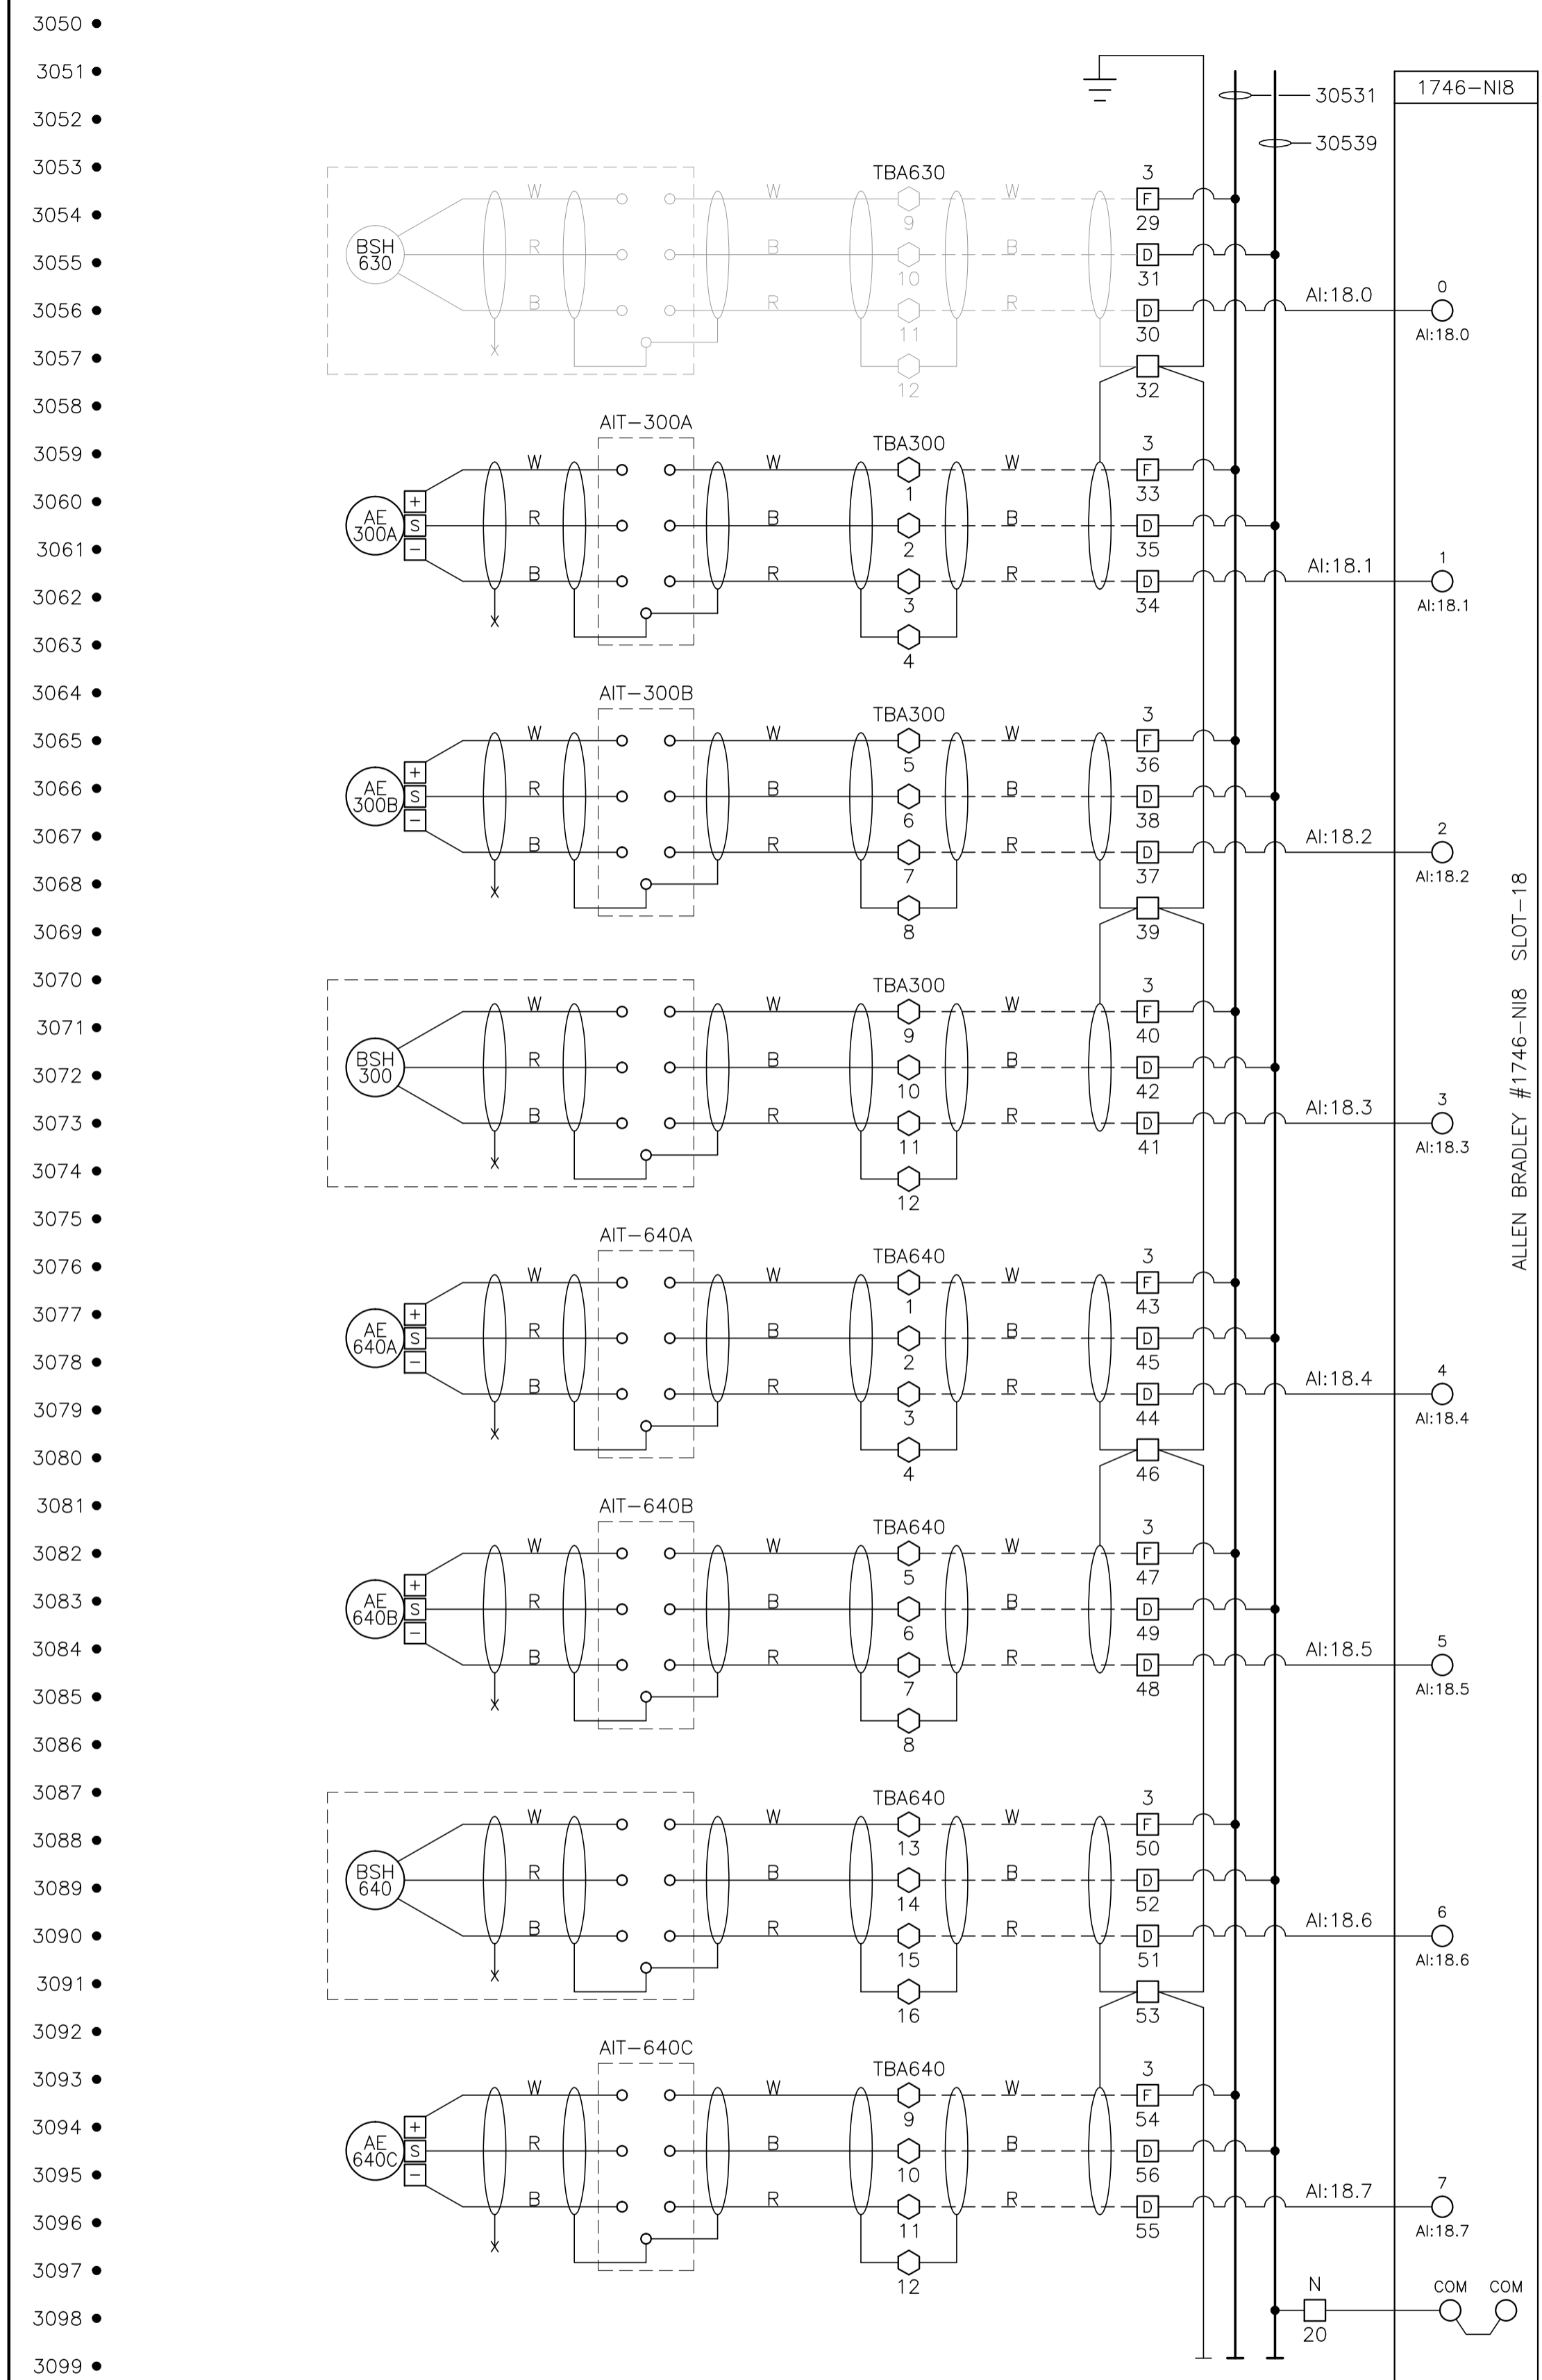 3050
3051
30531
1746-NI8
3052
30539
3053
TBA630
3
W
W
W
F
3054
9
29
BSH
630
R
B
B
D
3055
10
31
AI:18.0
0
3056
B
R
R
D
11
30
AI:18.0
3057
X
12
32
3058
AIT-300A
3059
TBA300
3
W
W
W
F
3060
+
1
33
AE
300A
S
R
B
B
D
3061
-
2
35
AI:18.1
1
B
R
R
D
3062
3
34
AI:18.1
X
3063
4
3064
AIT-300B
TBA300
3
3065
W
W
W
F
5
36
3066
+
AE
300B
S
R
B
B
D
3067
-
6
38
AI:18.2
2
B
R
R
D
3068
7
37
AI:18.2
X
3069
8
39
3070
TBA300
3
W
W
W
F
3071
9
40
BSH
300
R
B
B
D
3072
10
42
AI:18.3
3
3073
B
R
R
D
11
41
AI:18.3
3074
X
12
3075
AIT-640A
3076
TBA640
3
W
W
W
F
3077
+
1
43
AE
640A
S
R
B
B
D
3078
-
2
45
AI:18.4
4
B
R
R
D
3079
3
44
AI:18.4
X
3080
4
46
3081
AIT-640B
TBA640
3
3082
W
W
W
F
5
47
3083
+
AE
640B
S
R
B
B
D
3084
-
6
49
AI:18.5
5
B
R
R
D
3085
7
48
AI:18.5
X
3086
8
3087
TBA640
3
W
W
W
F
3088
13
50
BSH
640
R
B
B
D
3089
14
52
AI:18.6
6
3090
B
R
R
D
15
51
AI:18.6
3091
X
16
53
3092
AIT-640C
3093
TBA640
3
W
W
W
F
3094
+
9
54
AE
640C
S
R
B
B
D
3095
-
10
56
AI:18.7
7
B
R
R
D
3096
11
55
AI:18.7
X
3097
12
N
COM
COM
3098
20
3099
ALLEN BRADLEY #1746-NI8 SLOT-18